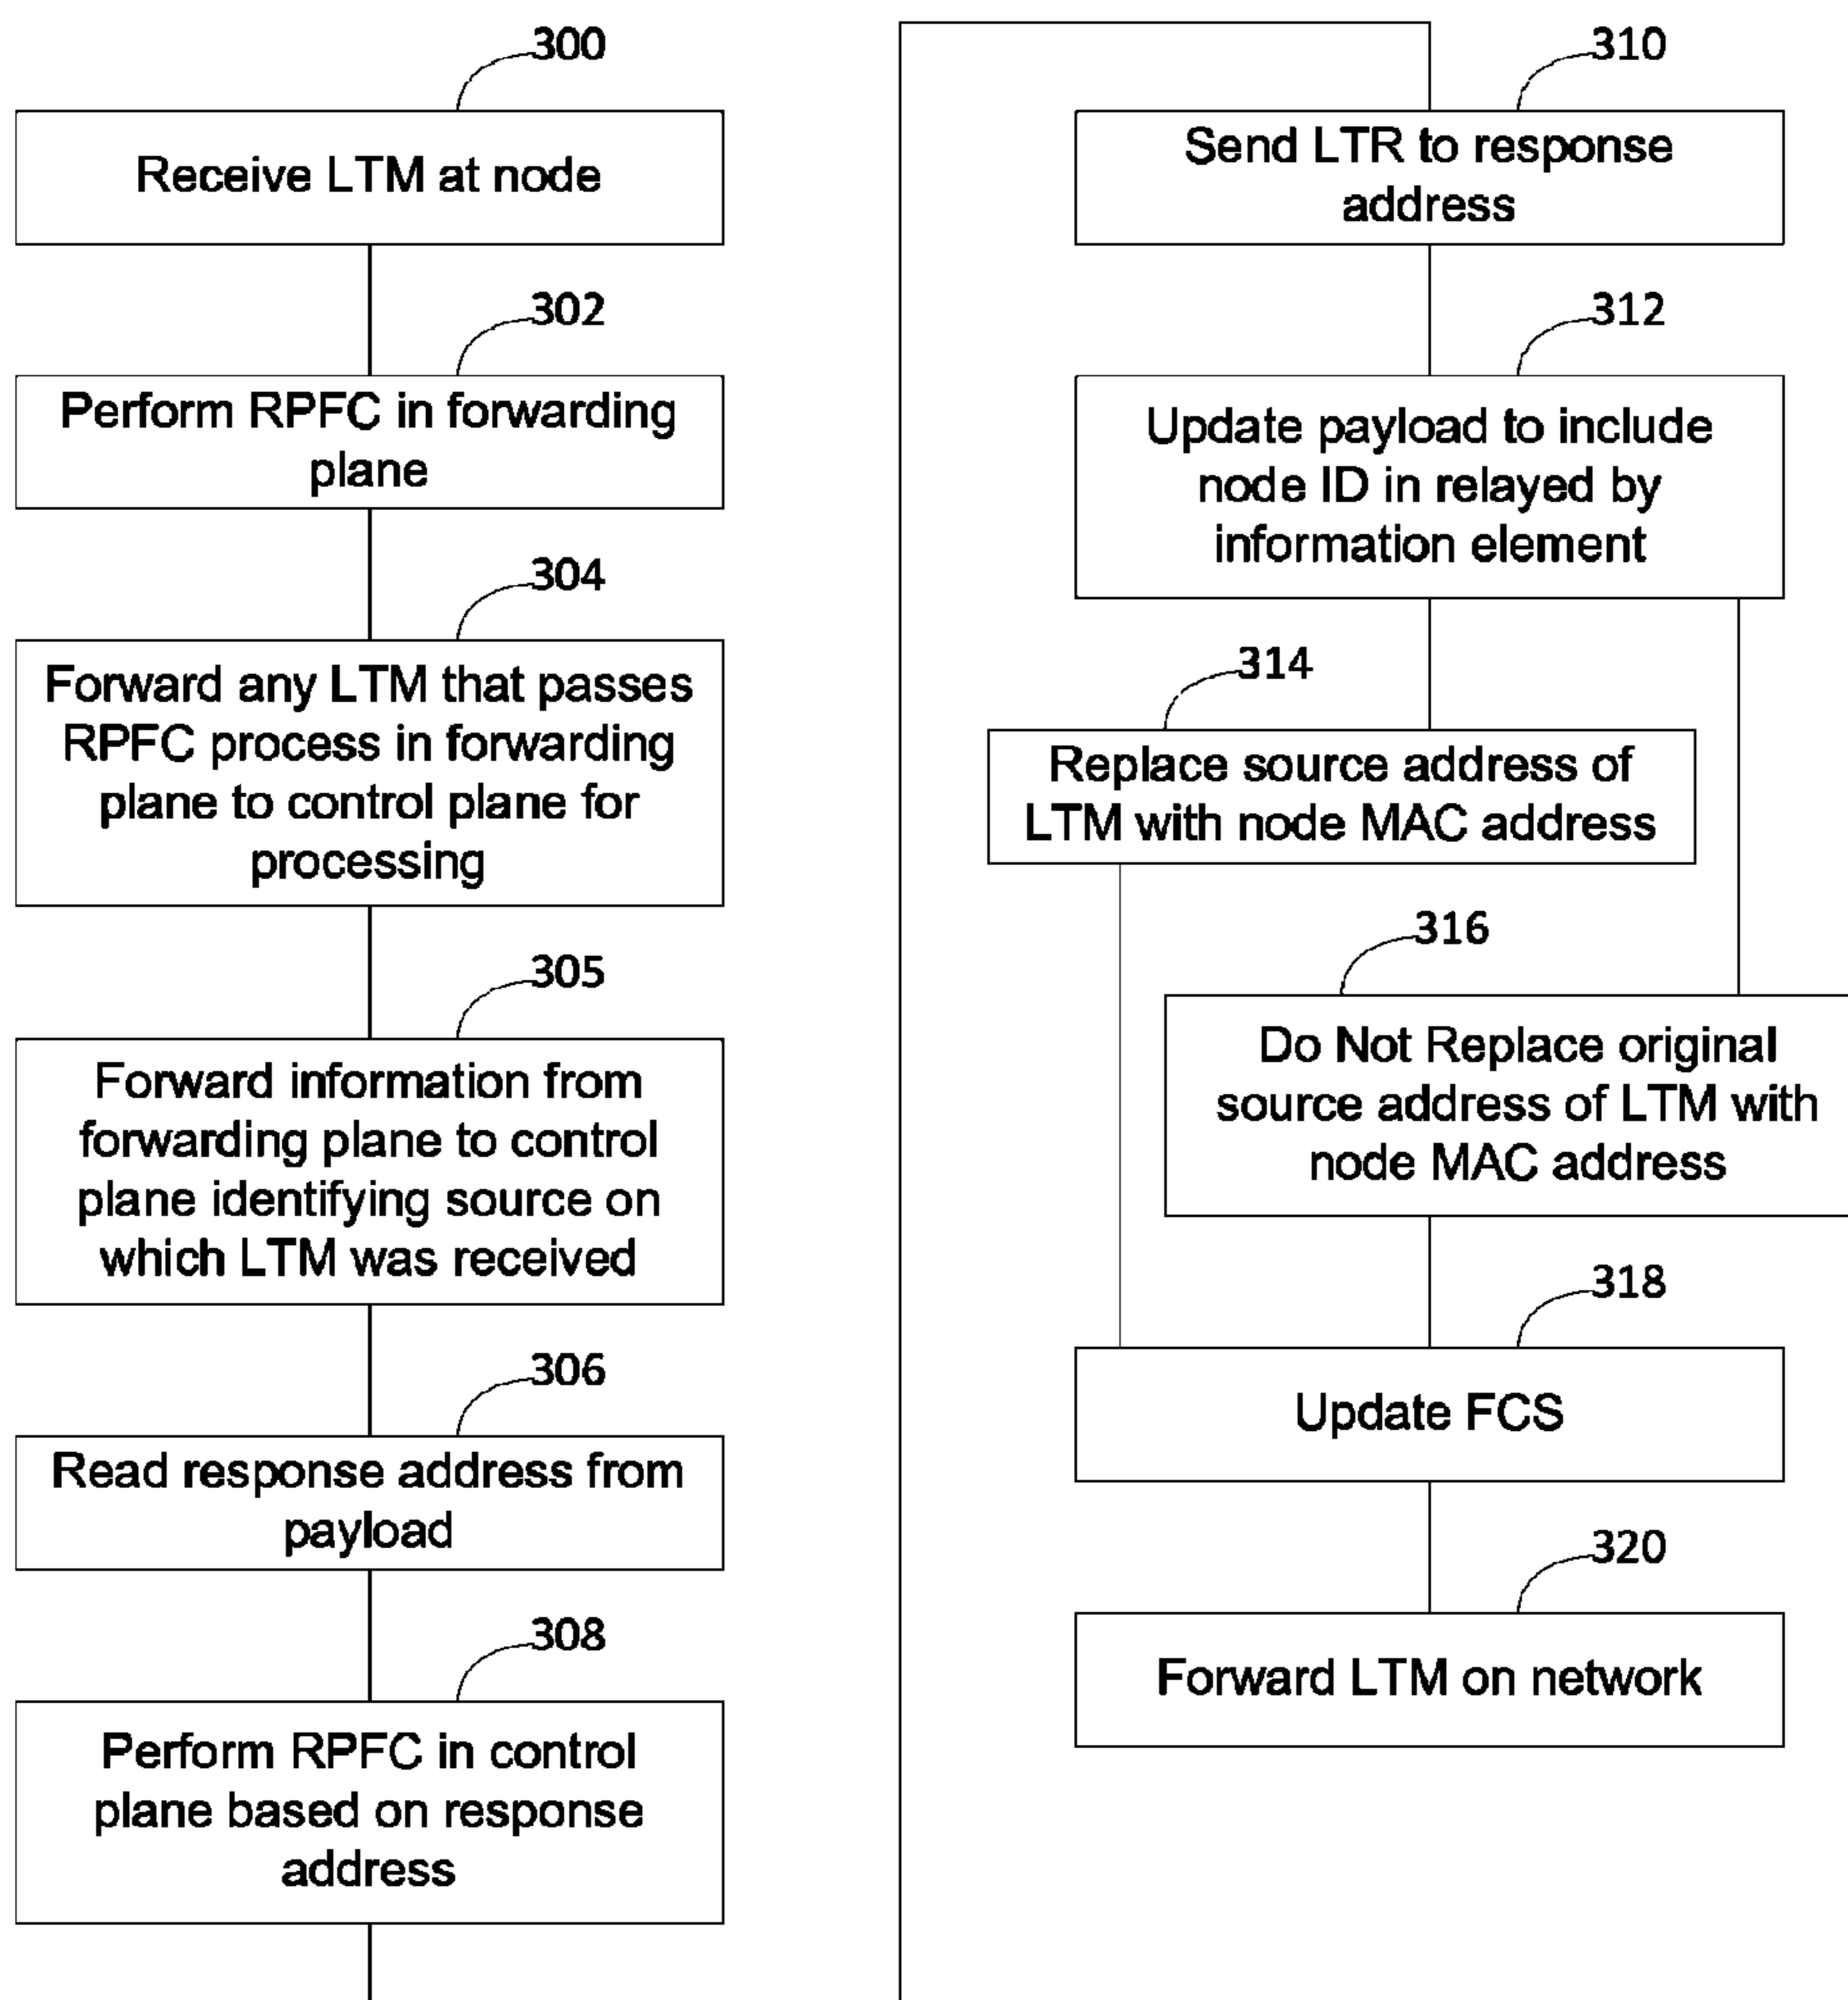 300
Receive LTM at node
302
Perform RPFC in forwarding
plane
304
Forward any LTM that passes
RPFC process in forwarding
plane to control plane for
processing
305
Forward information from
forwarding plane to control
plane identifying source on
which LTM was received
306
Read response address from
payload
308
Perform RPFC in control
plane based on response
address
310
Send LTR to response
address
312
Update payload to include
node ID in relayed by
information element
314
Replace source address of
LTM with node MAC address
316
Do Not Replace original
source address of LTM with
node MAC address
318
Update FCS
320
Forward LTM on network